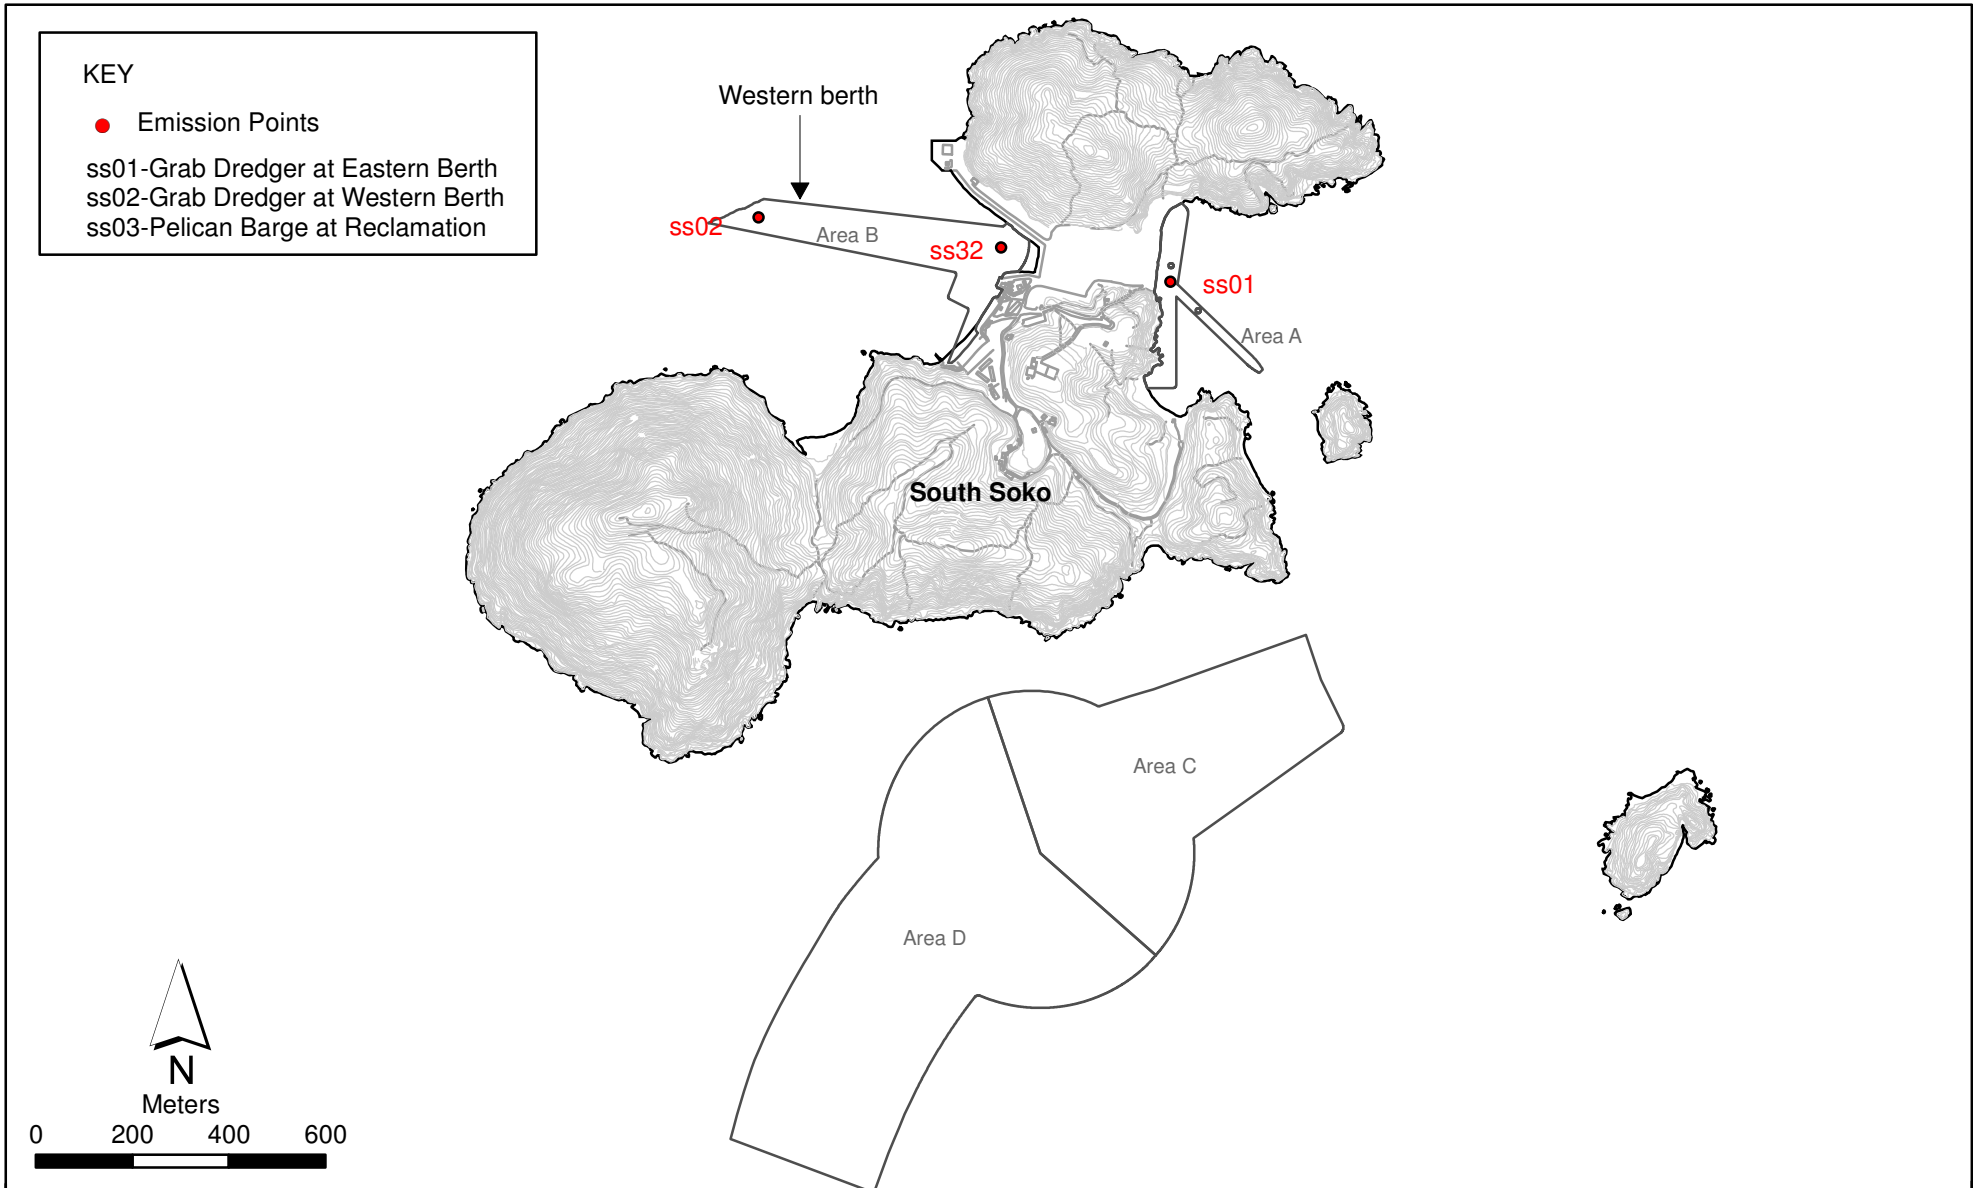 KEY
Emission Points
ss01-Grab Dredger at Eastern Berth
ss02-Grab Dredger at Western Berth
ss03-Pelican Barge at Reclamation
Western berth
ss02
Area B
ss32
ss01
Area A
South Soko
Area C
Area D
N
Meters
0 200 400 600